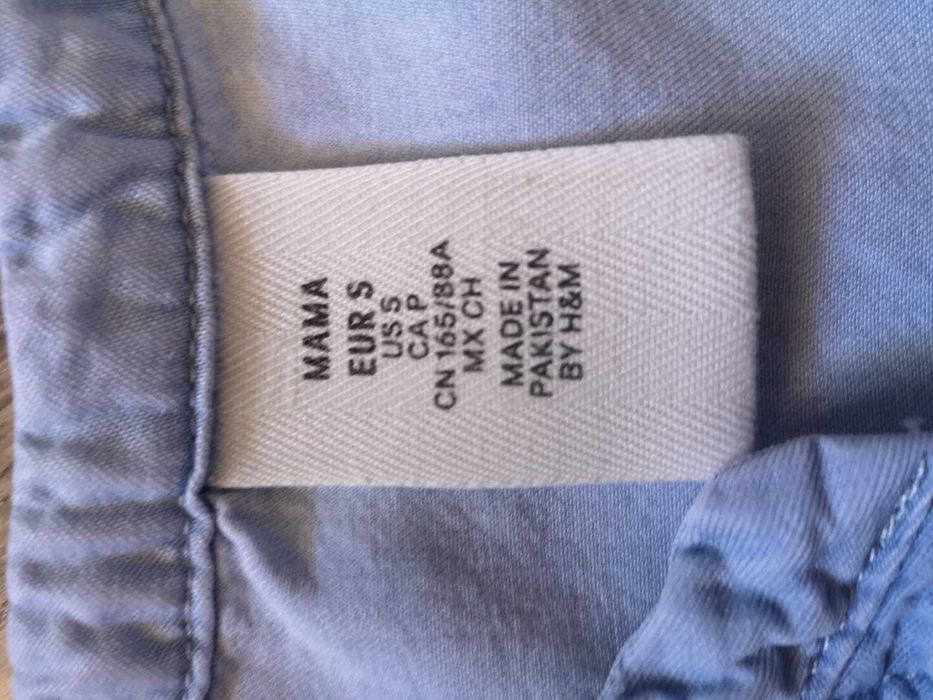 MAMA
EUR S
US S
CA P
CN 165/88A
MX CH
MADE IN
PAKISTAN
BY H&M